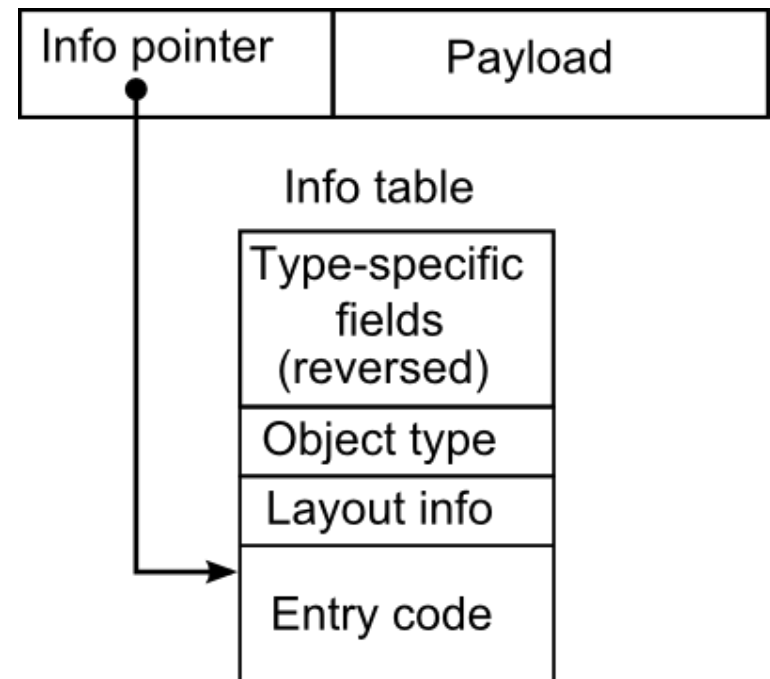 Info pointer
Payload
Info table
Type-specific
fields
(reversed)
Object type
Layout info
Entry code